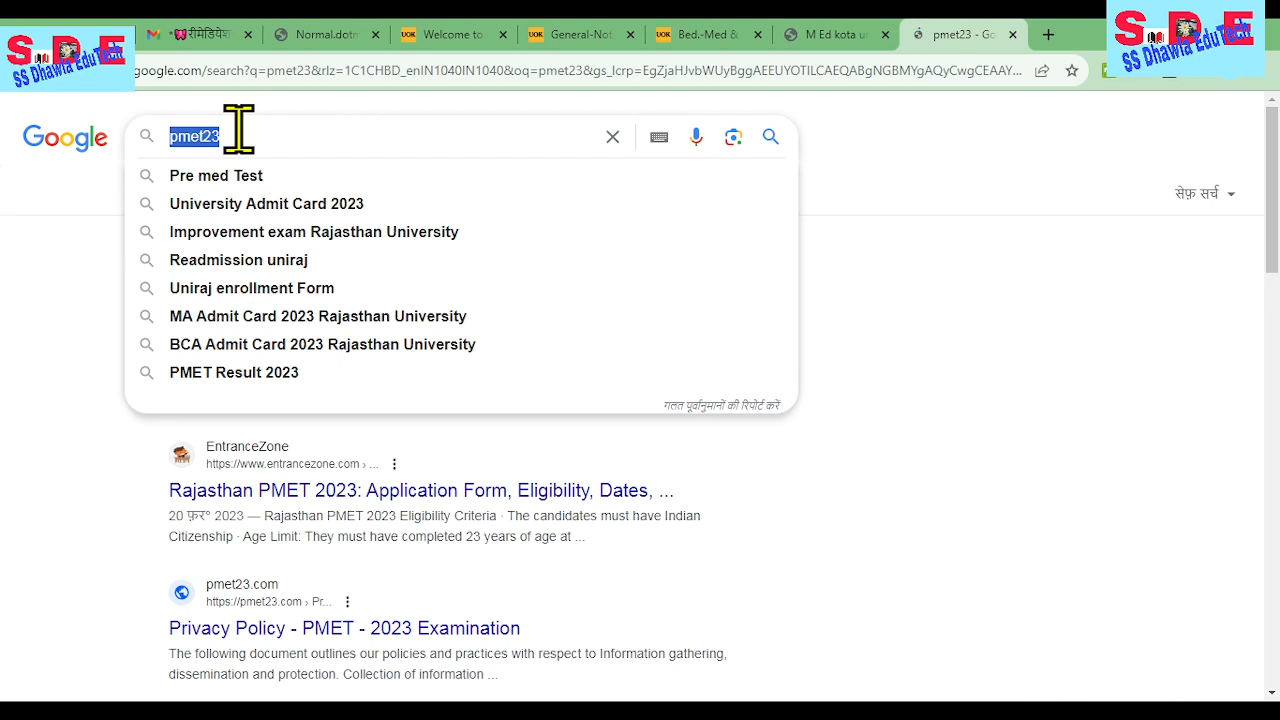 S D E
SS Dhawla EduTech
Normal.dotm
Welcome to
General-Not
Bed.-Med &
M Ed kota un
pmet23 - Go
S D E
SS Dhawla EduTech
google.com/search?q=pmet23&rlz=1C1CHBD_enIN1040IN1040&oq=pmet23&gs_lcrp=EgZjaHJvbWUyBggAEEUYOTILCAEQABgNGBMYgAQyCwgCEAAY...
Google
pmet23
Pre med Test
University Admit Card 2023
Improvement exam Rajasthan University
Readmission uniraj
Uniraj enrollment Form
MA Admit Card 2023 Rajasthan University
BCA Admit Card 2023 Rajasthan University
PMET Result 2023
गलत पूर्वानुमानों की रिपोर्ट करें
सेफ़ सर्च
EntranceZone
https://www.entrancezone.com › ...
Rajasthan PMET 2023: Application Form, Eligibility, Dates, ...
20 फ़र॰ 2023 — Rajasthan PMET 2023 Eligibility Criteria · The candidates must have Indian
Citizenship · Age Limit: They must have completed 23 years of age at ...
pmet23.com
https://pmet23.com › Pr...
Privacy Policy - PMET - 2023 Examination
The following document outlines our policies and practices with respect to Information gathering,
dissemination and protection. Collection of information ...